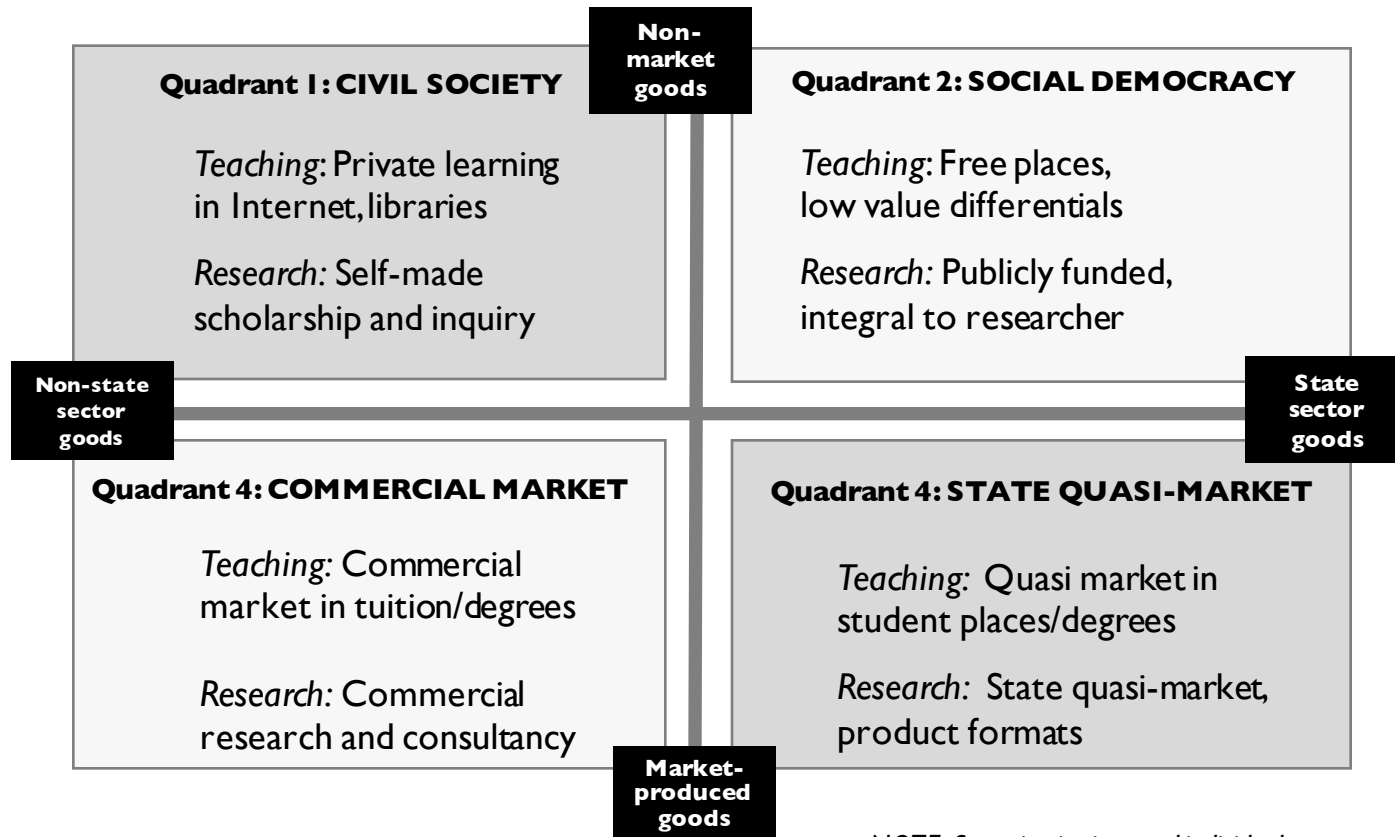 Non-
market
goods
Quadrant 1: CIVIL SOCIETY
Teaching: Private learning
in Internet, libraries
Research: Self-made
scholarship and inquiry
Quadrant 2: SOCIAL DEMOCRACY
Teaching: Free places,
low value differentials
Research: Publicly funded,
integral to researcher
Non-state
sector
goods
State
sector
goods
Quadrant 4: COMMERCIAL MARKET
Teaching: Commercial
market in tuition/degrees
Research: Commercial
research and consultancy
Quadrant 4: STATE QUASI-MARKET
Teaching: Quasi market in
student places/degrees
Research: State quasi-market,
product formats
Market-
produced
goods